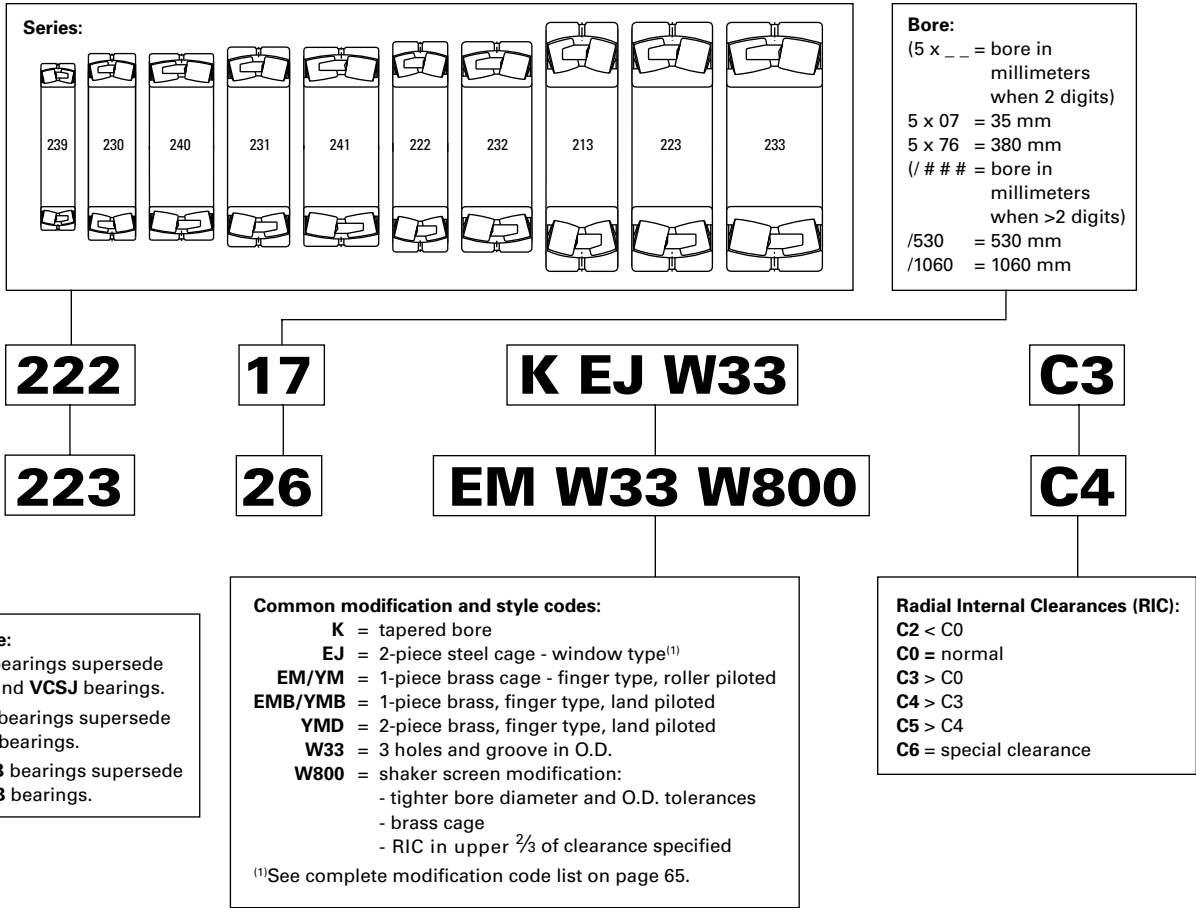 Series:
239 230 240 231 241 222 232 213 223 233
Bore:
(5 x _ _ = bore in
millimeters
when 2 digits)
5 x 07 = 35 mm
5 x 76 = 380 mm
(/ # # # = bore in
millimeters
when >2 digits)
/530 = 530 mm
/1060 = 1060 mm
222 17 K EJ W33 C3
223 26 EM W33 W800 C4
bearings supersede
VCSJ bearings.
bearings supersede
bearings.
bearings supersede
bearings.
Common modification and style codes:
K = tapered bore
EJ = 2-piece steel cage - window type(1)
EM/YM = 1-piece brass cage - finger type, roller piloted
EMB/YMB = 1-piece brass, finger type, land piloted
YMD = 2-piece brass, finger type, land piloted
W33 = 3 holes and groove in O.D.
W800 = shaker screen modification:
- tighter bore diameter and O.D. tolerances
- brass cage
- RIC in upper 2/3 of clearance specified
(1)See complete modification code list on page 65.
Radial Internal Clearances (RIC):
C2 < C0
C0 = normal
C3 > C0
C4 > C3
C5 > C4
C6 = special clearance